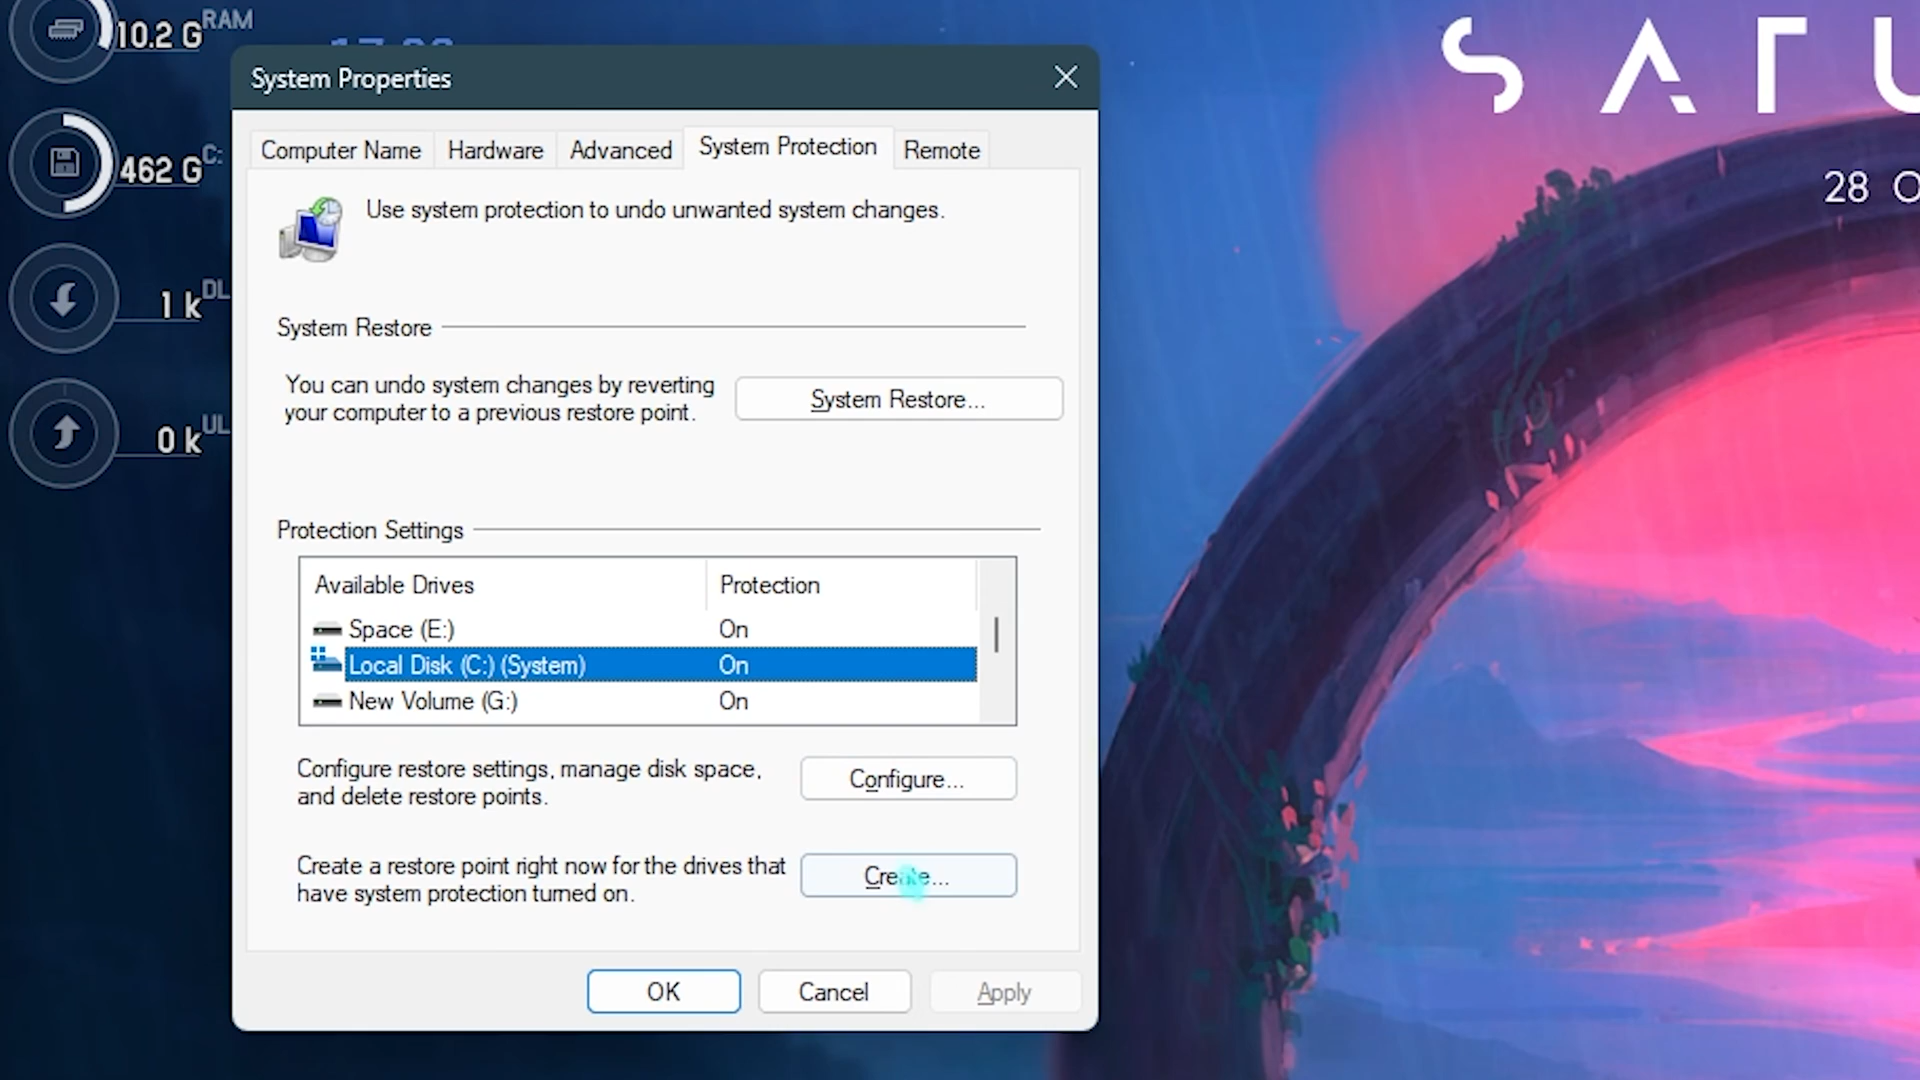 RAM
10.2 G
C:
462 G
DL
1 k
UL
0 k
System Properties
Computer Name
Hardware
Advanced
System Protection
Remote
Use system protection to undo unwanted system changes.
System Restore
You can undo system changes by reverting
your computer to a previous restore point.
System Restore...
Protection Settings
Available Drives
Protection
Space (E:)
On
Local Disk (C:) (System)
On
New Volume (G:)
On
Configure restore settings, manage disk space,
and delete restore points.
Configure...
Create a restore point right now for the drives that
have system protection turned on.
Create...
OK
Cancel
Apply
SATU
28 O